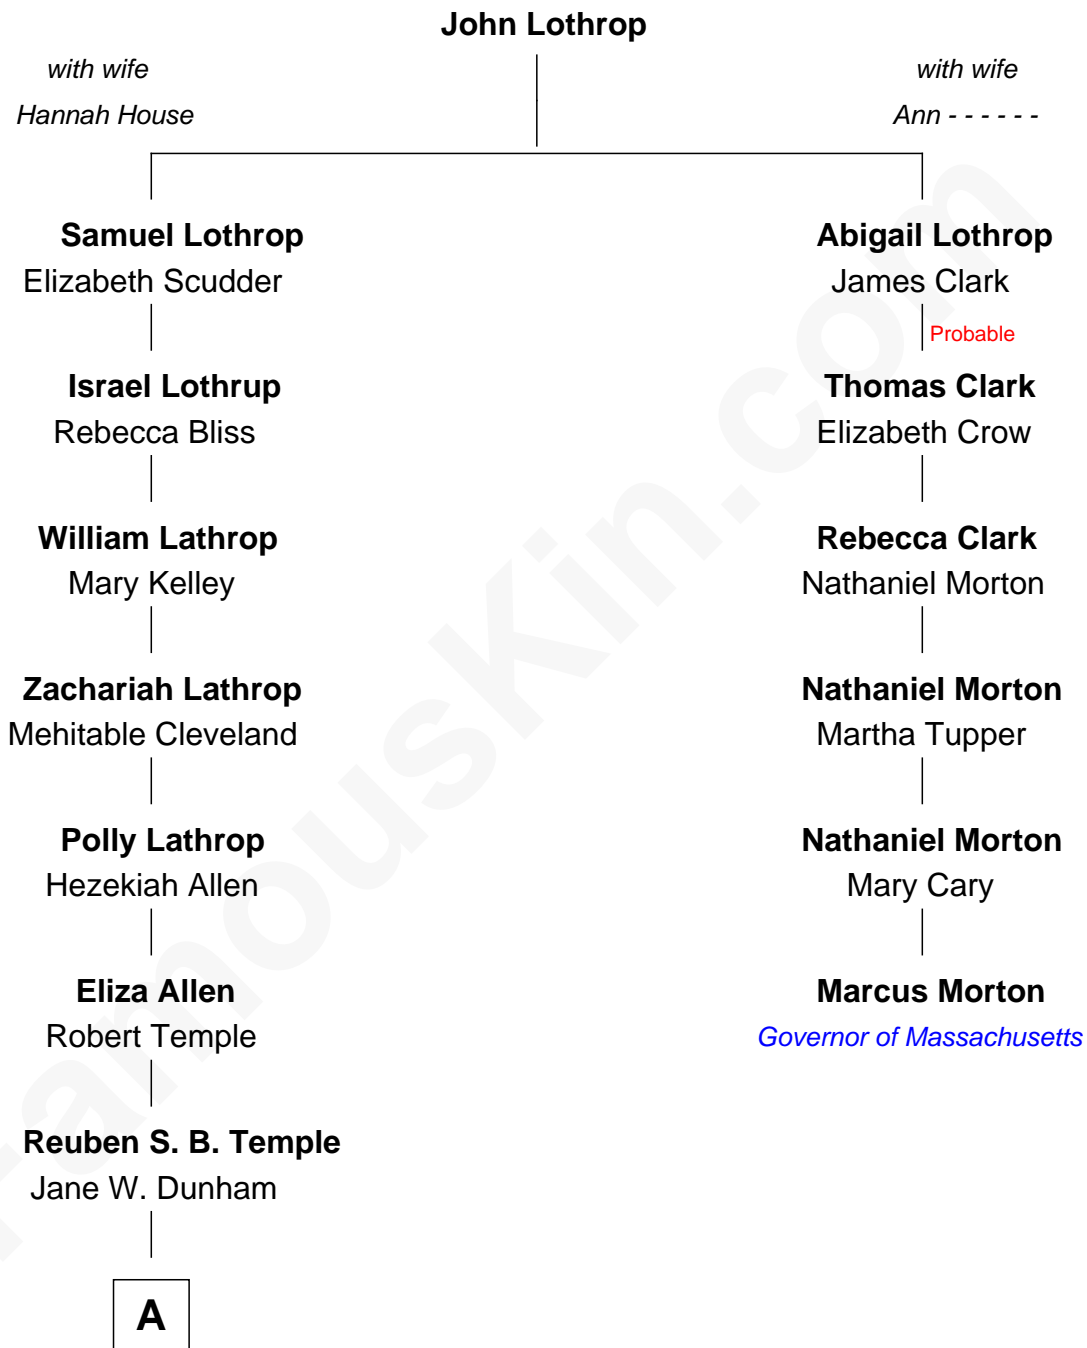 John Lothrop
with wife
Hannah House
with wife
Ann - - - - - -
Samuel Lothrop
Elizabeth Scudder
Abigail Lothrop
James Clark
Probable
Israel Lothrup
Rebecca Bliss
Thomas Clark
Elizabeth Crow
William Lathrop
Mary Kelley
Rebecca Clark
Nathaniel Morton
Zachariah Lathrop
Mehitable Cleveland
Nathaniel Morton
Martha Tupper
Polly Lathrop
Hezekiah Allen
Nathaniel Morton
Mary Cary
Eliza Allen
Robert Temple
Marcus Morton
Governor of Massachusetts
Reuben S. B. Temple
Jane W. Dunham
A
FamousKin.com